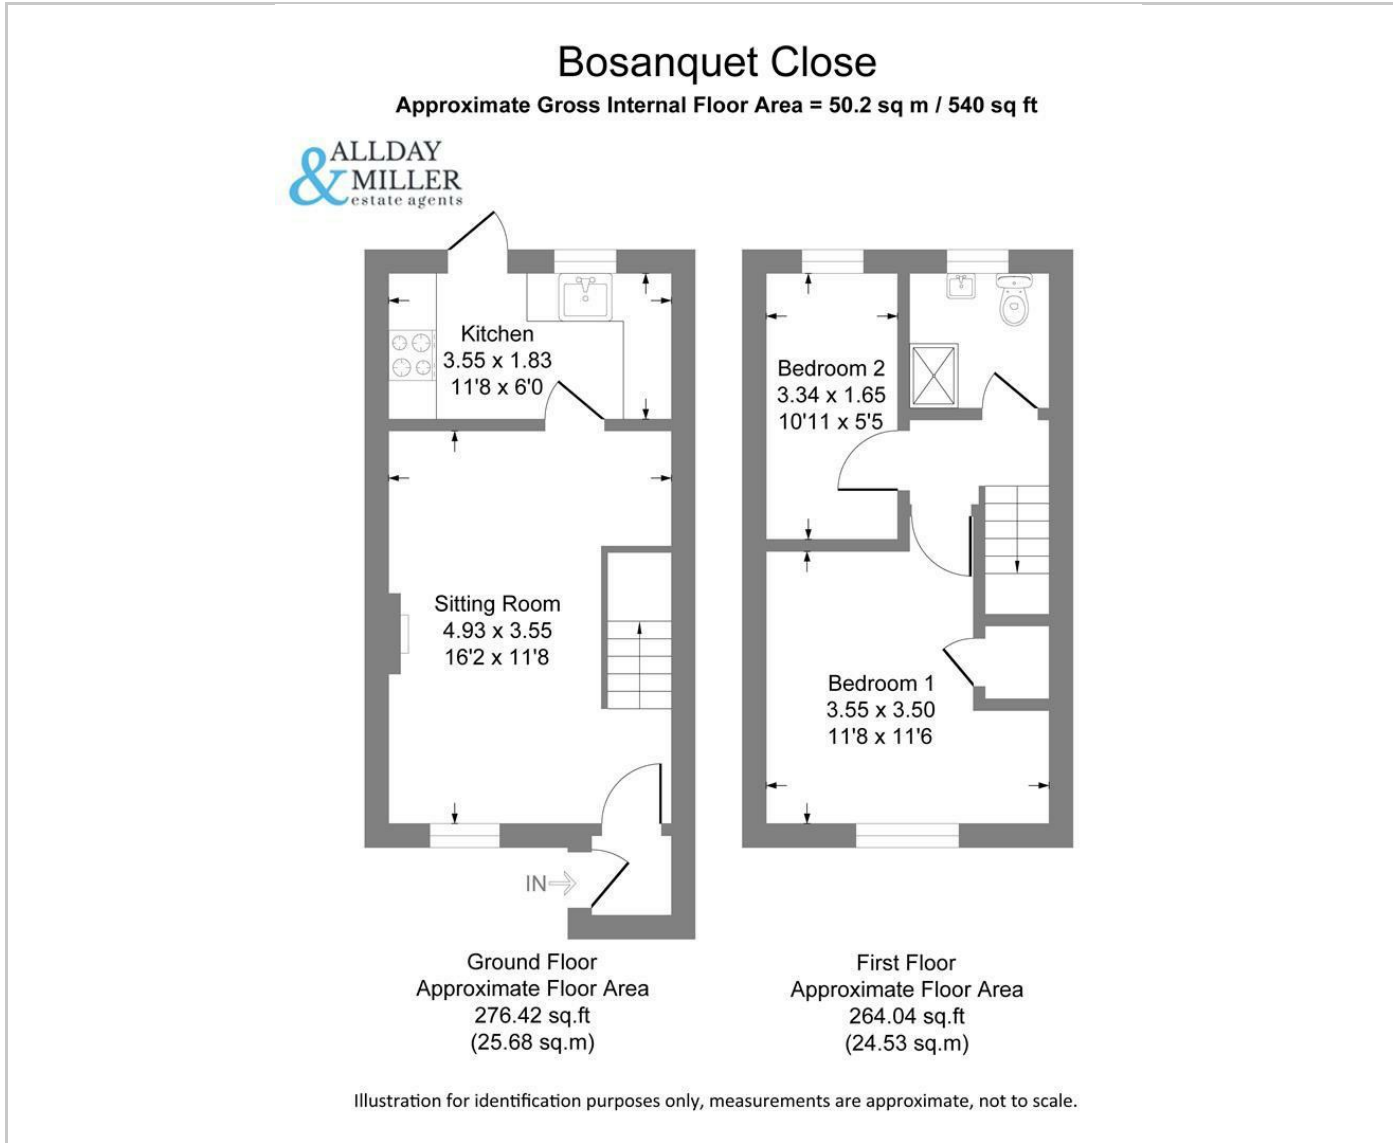 Bosanquet Close
Approximate Gross Internal Floor Area = 50.2 sq m / 540 sq ft
& ALLDAY
MILLER
estate agents
Kitchen
3.55 x 1.83
11'8 x 6'0
Sitting Room
4.93 x 3.55
16'2 x 11'8
IN
Bedroom 2
3.34 x 1.65
10'11 x 5'5
Bedroom 1
3.55 x 3.50
11'8 x 11'6
Ground Floor
Approximate Floor Area
276.42 sq.ft
(25.68 sq.m)
First Floor
Approximate Floor Area
264.04 sq.ft
(24.53 sq.m)
Illustration for identification purposes only, measurements are approximate, not to scale.